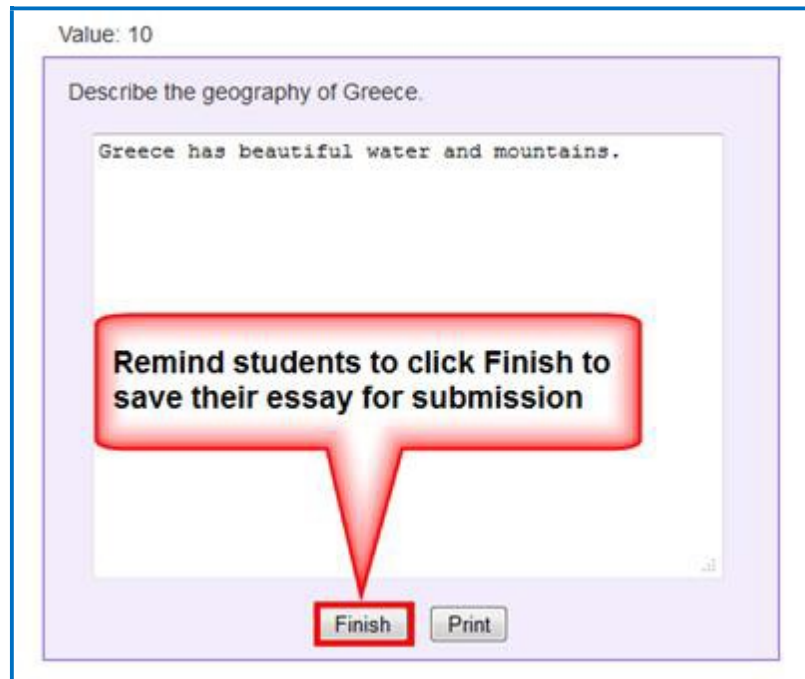 Value: 10
Describe the geography of Greece.
Greece has beautiful water and mountains.
Remind students to click Finish to
save their essay for submission
Finish Print